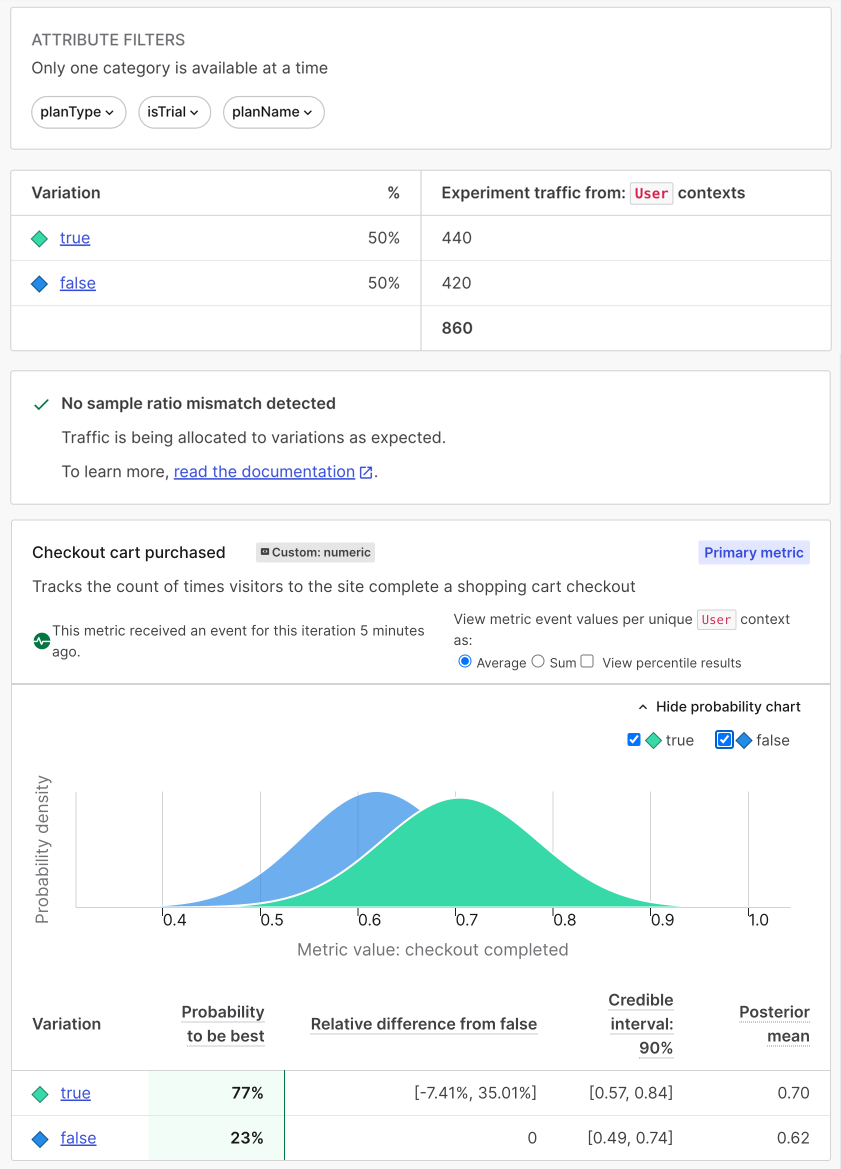 ATTRIBUTE FILTERS
Only one category is available at a time
planType isTrial planName
Variation % Experiment traffic from: User contexts
true 50% 440
false 50% 420
860
No sample ratio mismatch detected
Traffic is being allocated to variations as expected.
To learn more, read the documentation.
Checkout cart purchased Custom: numeric Primary metric
Tracks the count of times visitors to the site complete a shopping cart checkout
This metric received an event for this iteration 5 minutes
ago.
View metric event values per unique User context
as:
Average Sum View percentile results
Hide probability chart
true false
Probability density
0.4 0.5 0.6 0.7 0.8 0.9 1.0
Metric value: checkout completed
Variation
Probability
to be best
Relative difference from false
Credible
interval:
90%
Posterior
mean
true 77% [-7.41%, 35.01%] [0.57, 0.84] 0.70
false 23% 0 [0.49, 0.74] 0.62